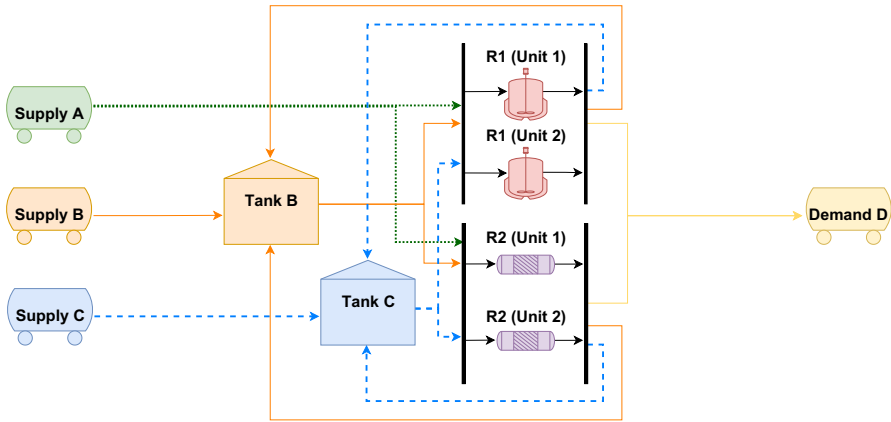 R1 (Unit 1)
Supply A
R1 (Unit 2)
Tank B
Supply B
Demand D
R2 (Unit 1)
Tank C
Supply C
R2 (Unit 2)